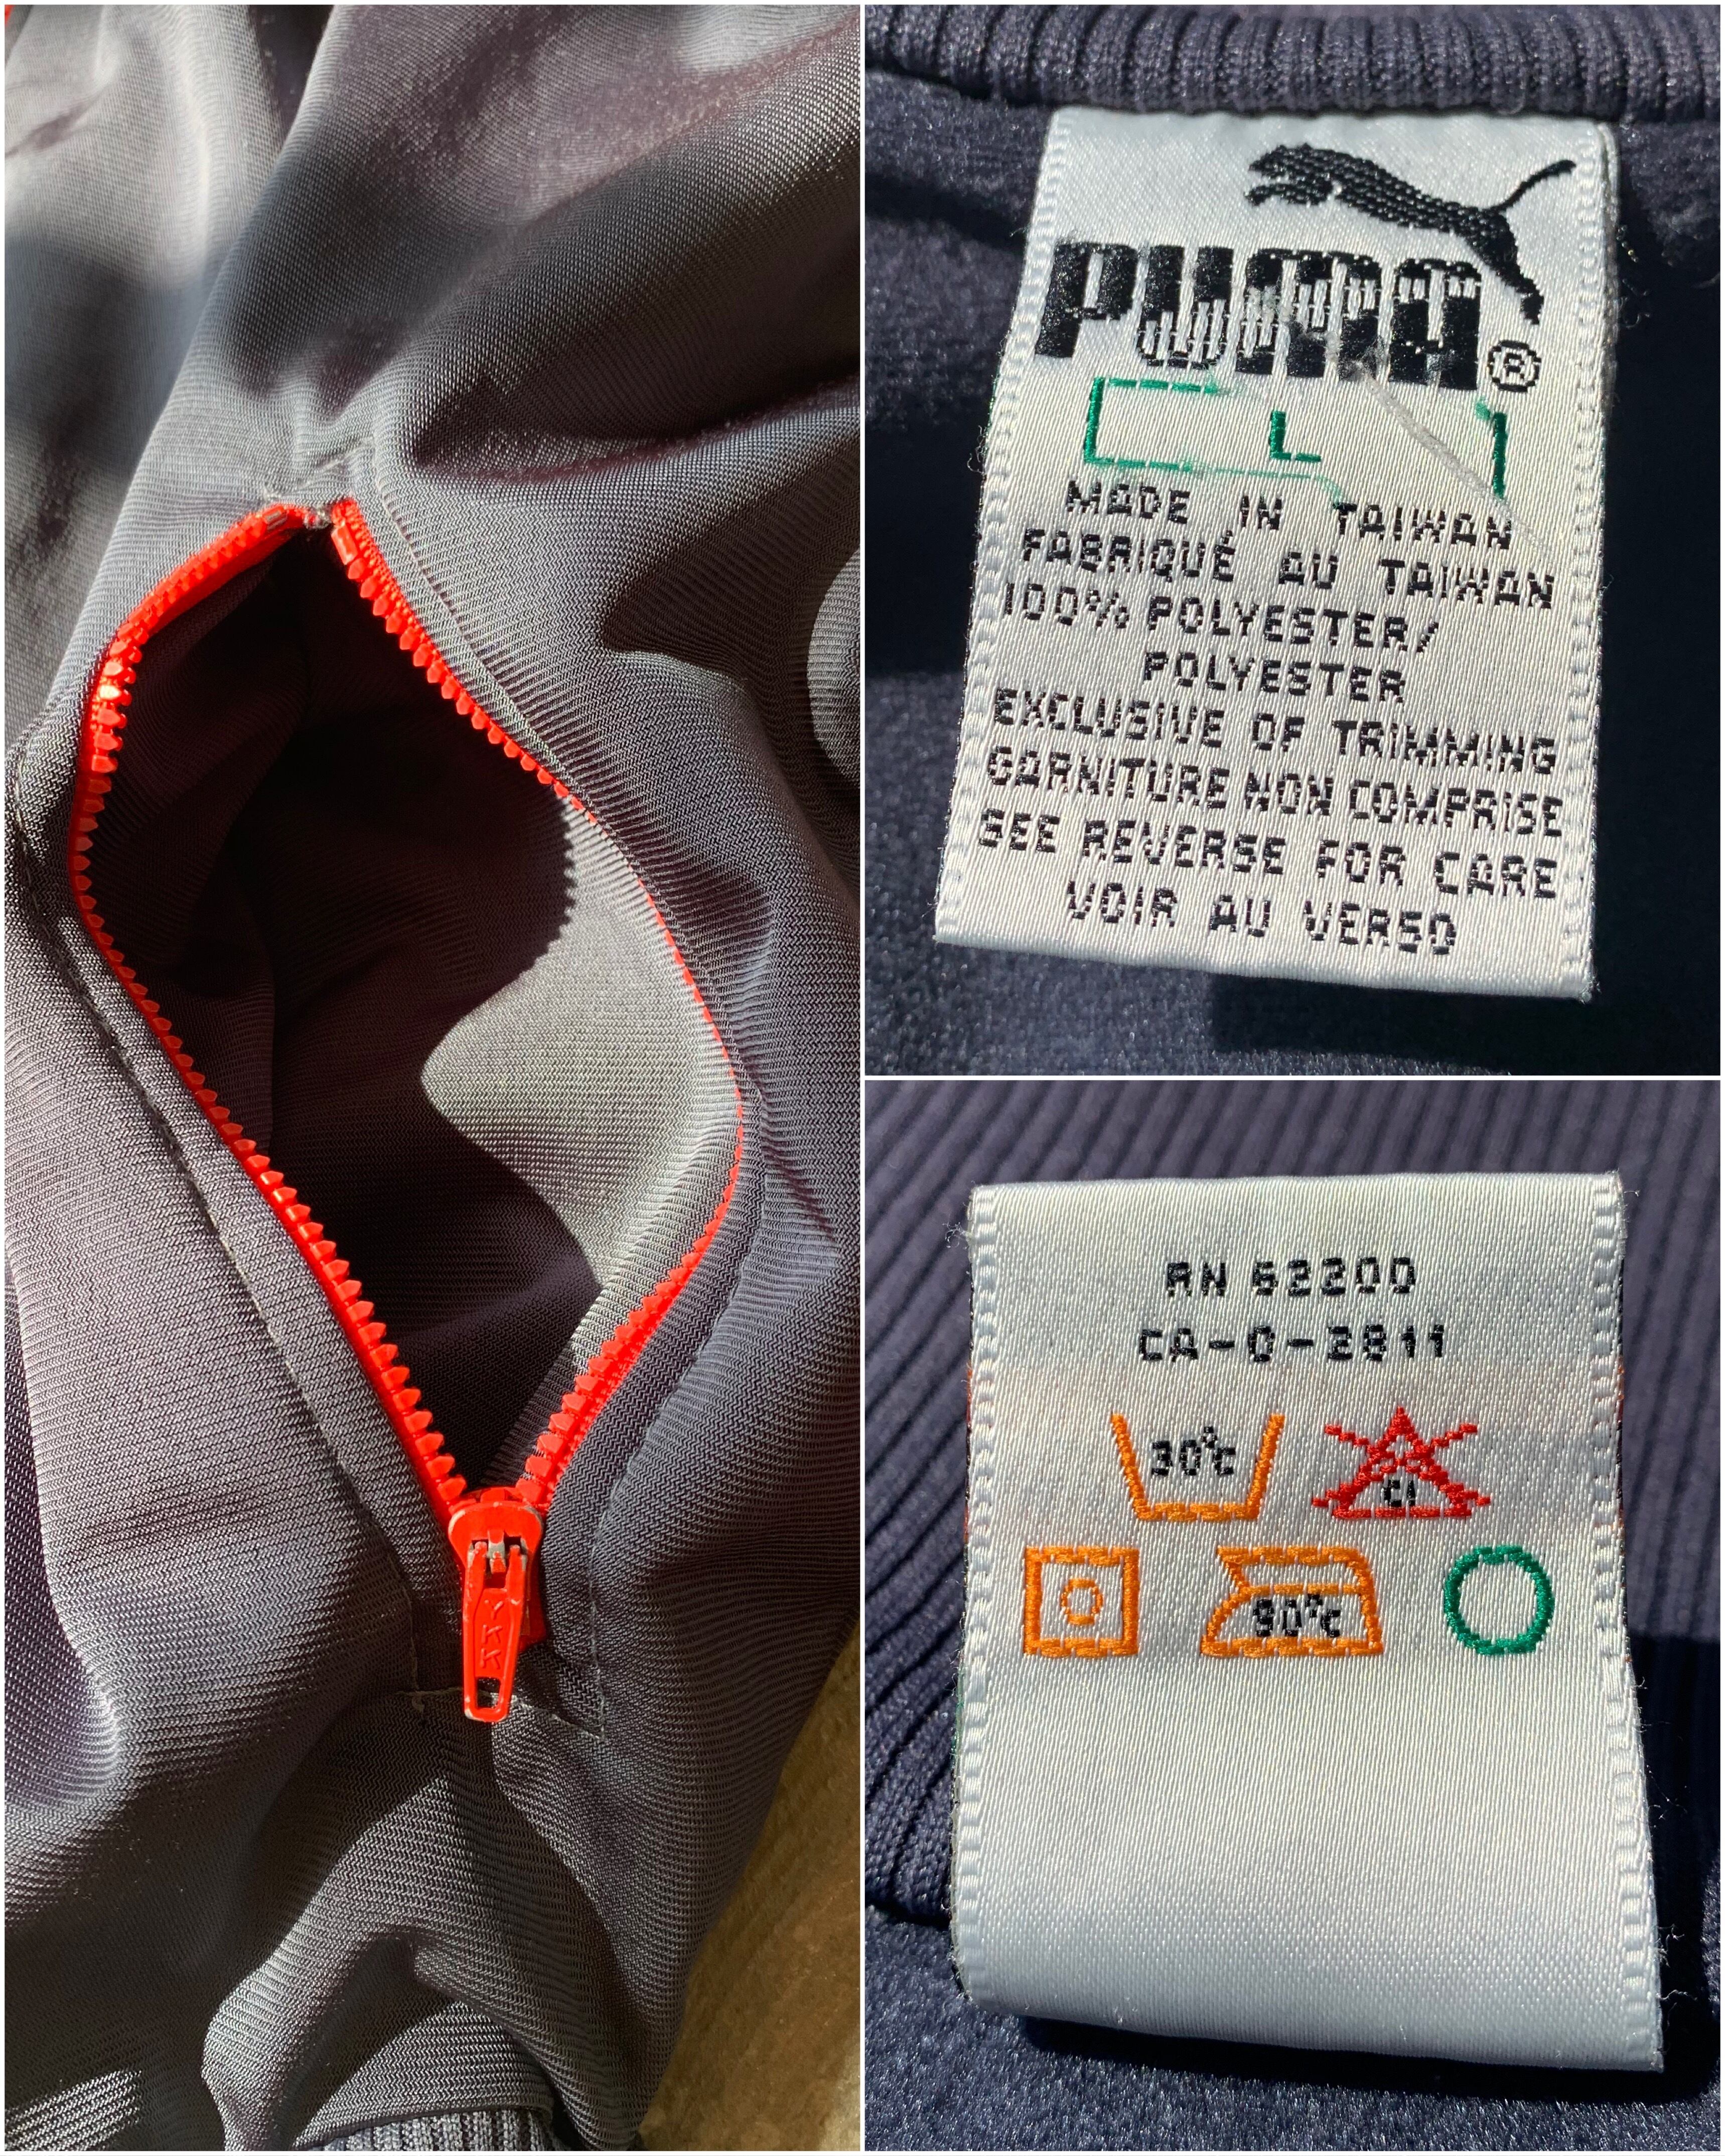 YKK
PUMA®
L
MADE IN TAIWAN
FABRIQUÉ AU TAIWAN
100% POLYESTER/
POLYESTER
EXCLUSIVE OF TRIMMING
GARNITURE NON COMPRISE
SEE REVERSE FOR CARE
VOIR AU VERSO
RN 62200
CA-0-2811
30°c
cl
90°c